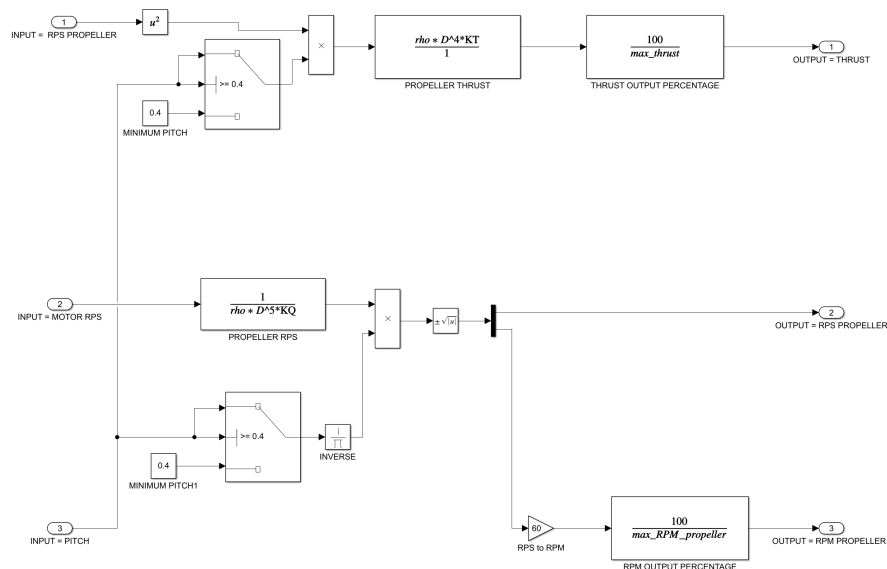 1
INPUT = RPS PROPELLER
u²
>= 0.4
0.4
MINIMUM PITCH
×
rho * D^4*KT
1
PROPELLER THRUST
100
max_thrust
THRUST OUTPUT PERCENTAGE
1
OUTPUT = THRUST
2
INPUT = MOTOR RPS
1
rho * D^5*KQ
PROPELLER RPS
×
± √|u|
2
OUTPUT = RPS PROPELLER
>= 0.4
0.4
MINIMUM PITCH1
1
∏
INVERSE
3
INPUT = PITCH
60
RPS to RPM
100
max_RPM_propeller
RPM OUTPUT PERCENTAGE
3
OUTPUT = RPM PROPELLER